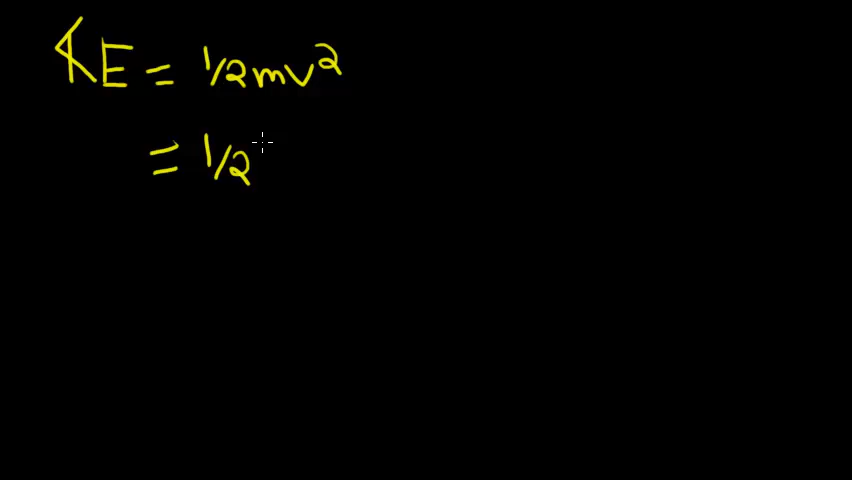 KE = 1/2mv²
= 1/2